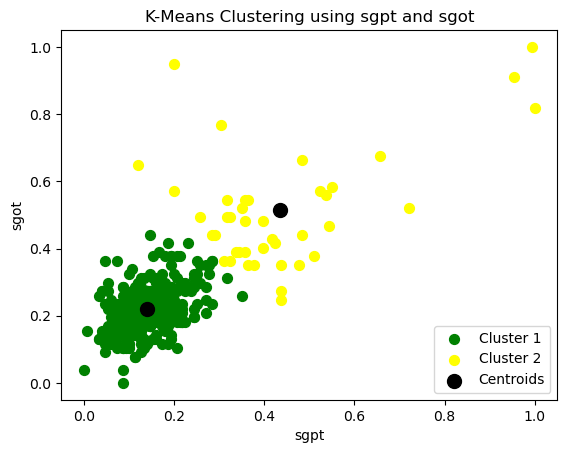 K-Means Clustering using sgpt and sgot
1.0
0.8
0.6
0.4
0.2
0.0
sgot
0.0 0.2 0.4 0.6 0.8 1.0
sgpt
Cluster 1
Cluster 2
Centroids